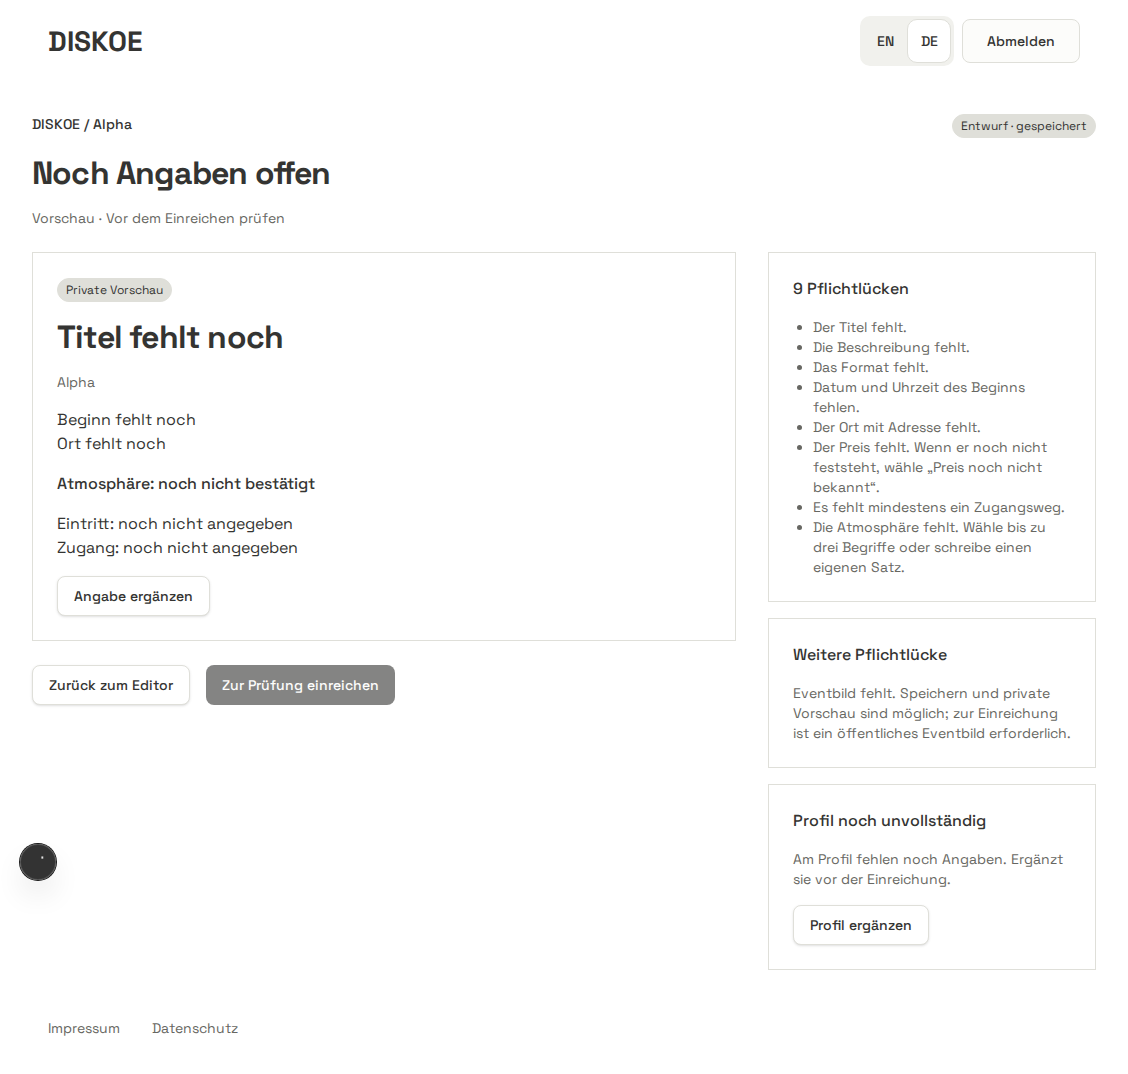 DISKOE
EN
DE
Abmelden
DISKOE / Alpha
Entwurf · gespeichert
Noch Angaben offen
Vorschau · Vor dem Einreichen prüfen
Private Vorschau
Titel fehlt noch
Alpha
Beginn fehlt noch
Ort fehlt noch
Atmosphäre: noch nicht bestätigt
Eintritt: noch nicht angegeben
Zugang: noch nicht angegeben
Angabe ergänzen
Zurück zum Editor
Zur Prüfung einreichen
9 Pflichtlücken
Der Titel fehlt.
Die Beschreibung fehlt.
Das Format fehlt.
Datum und Uhrzeit des Beginns
fehlen.
Der Ort mit Adresse fehlt.
Der Preis fehlt. Wenn er noch nicht
feststeht, wähle „Preis noch nicht
bekannt“.
Es fehlt mindestens ein Zugangsweg.
Die Atmosphäre fehlt. Wähle bis zu
drei Begriffe oder schreibe einen
eigenen Satz.
Weitere Pflichtlücke
Eventbild fehlt. Speichern und private
Vorschau sind möglich; zur Einreichung
ist ein öffentliches Eventbild erforderlich.
Profil noch unvollständig
Am Profil fehlen noch Angaben. Ergänzt
sie vor der Einreichung.
Profil ergänzen
Impressum
Datenschutz